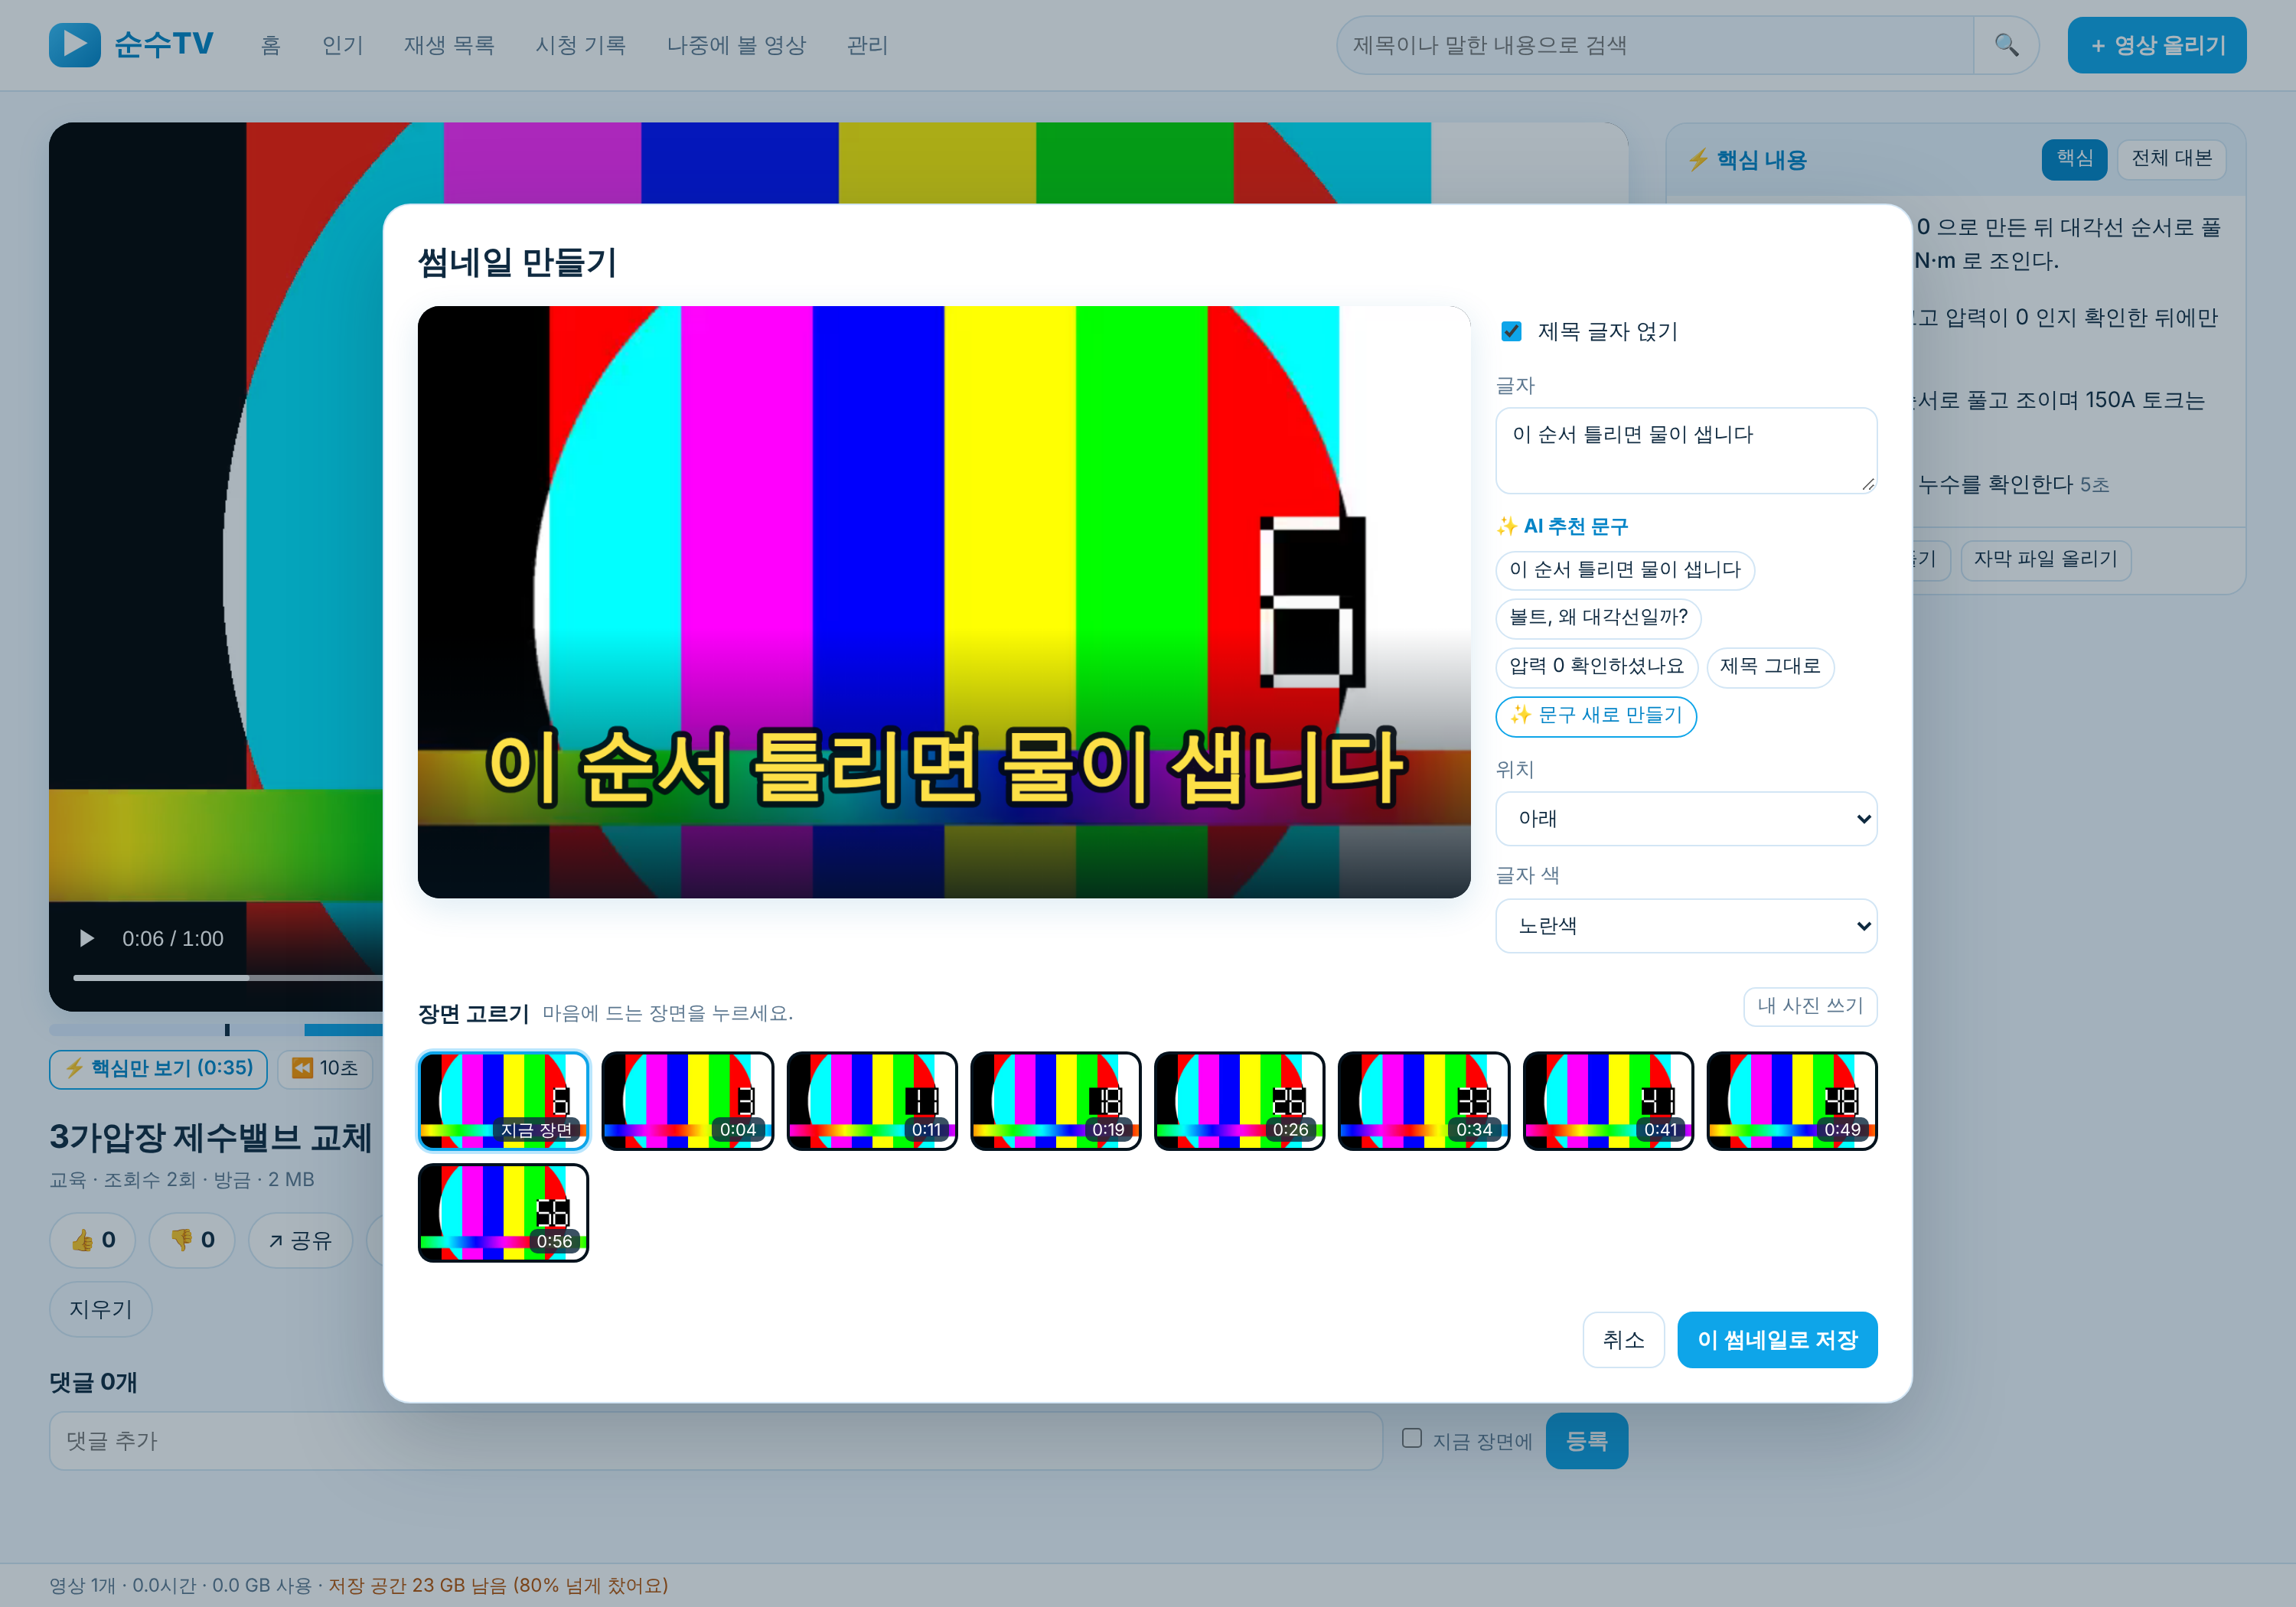 순수TV
홈 인기 재생 목록 시청 기록 나중에 볼 영상 관리
제목이나 말한 내용으로 검색
+ 영상 올리기
⚡ 핵심 내용
핵심 전체 대본
0 으로 만든 뒤 대각선 순서로 풀
N·m 로 조인다.
고 압력이 0 인지 확인한 뒤에만
서로 풀고 조이며 150A 토크는
누수를 확인한다 5초
기 자막 파일 올리기
썸네일 만들기
6
이 순서 틀리면 물이 샙니다
제목 글자 얹기
글자
이 순서 틀리면 물이 샙니다
✨ AI 추천 문구
이 순서 틀리면 물이 샙니다
볼트, 왜 대각선일까?
압력 0 확인하셨나요 제목 그대로
✨ 문구 새로 만들기
위치
아래
글자 색
노란색
장면 고르기 마음에 드는 장면을 누르세요.
내 사진 쓰기
6 3 11 18 26 33 41 48
지금 장면 0:04 0:11 0:19 0:26 0:34 0:41 0:49
56
0:56
취소 이 썸네일로 저장
0:06 / 1:00
⚡ 핵심만 보기 (0:35) ⏪ 10초
3가압장 제수밸브 교체
교육 · 조회수 2회 · 방금 · 2 MB
👍 0 👎 0 ↗ 공유
지우기
댓글 0개
댓글 추가
지금 장면에 등록
영상 1개 · 0.0시간 · 0.0 GB 사용 · 저장 공간 23 GB 남음 (80% 넘게 찼어요)